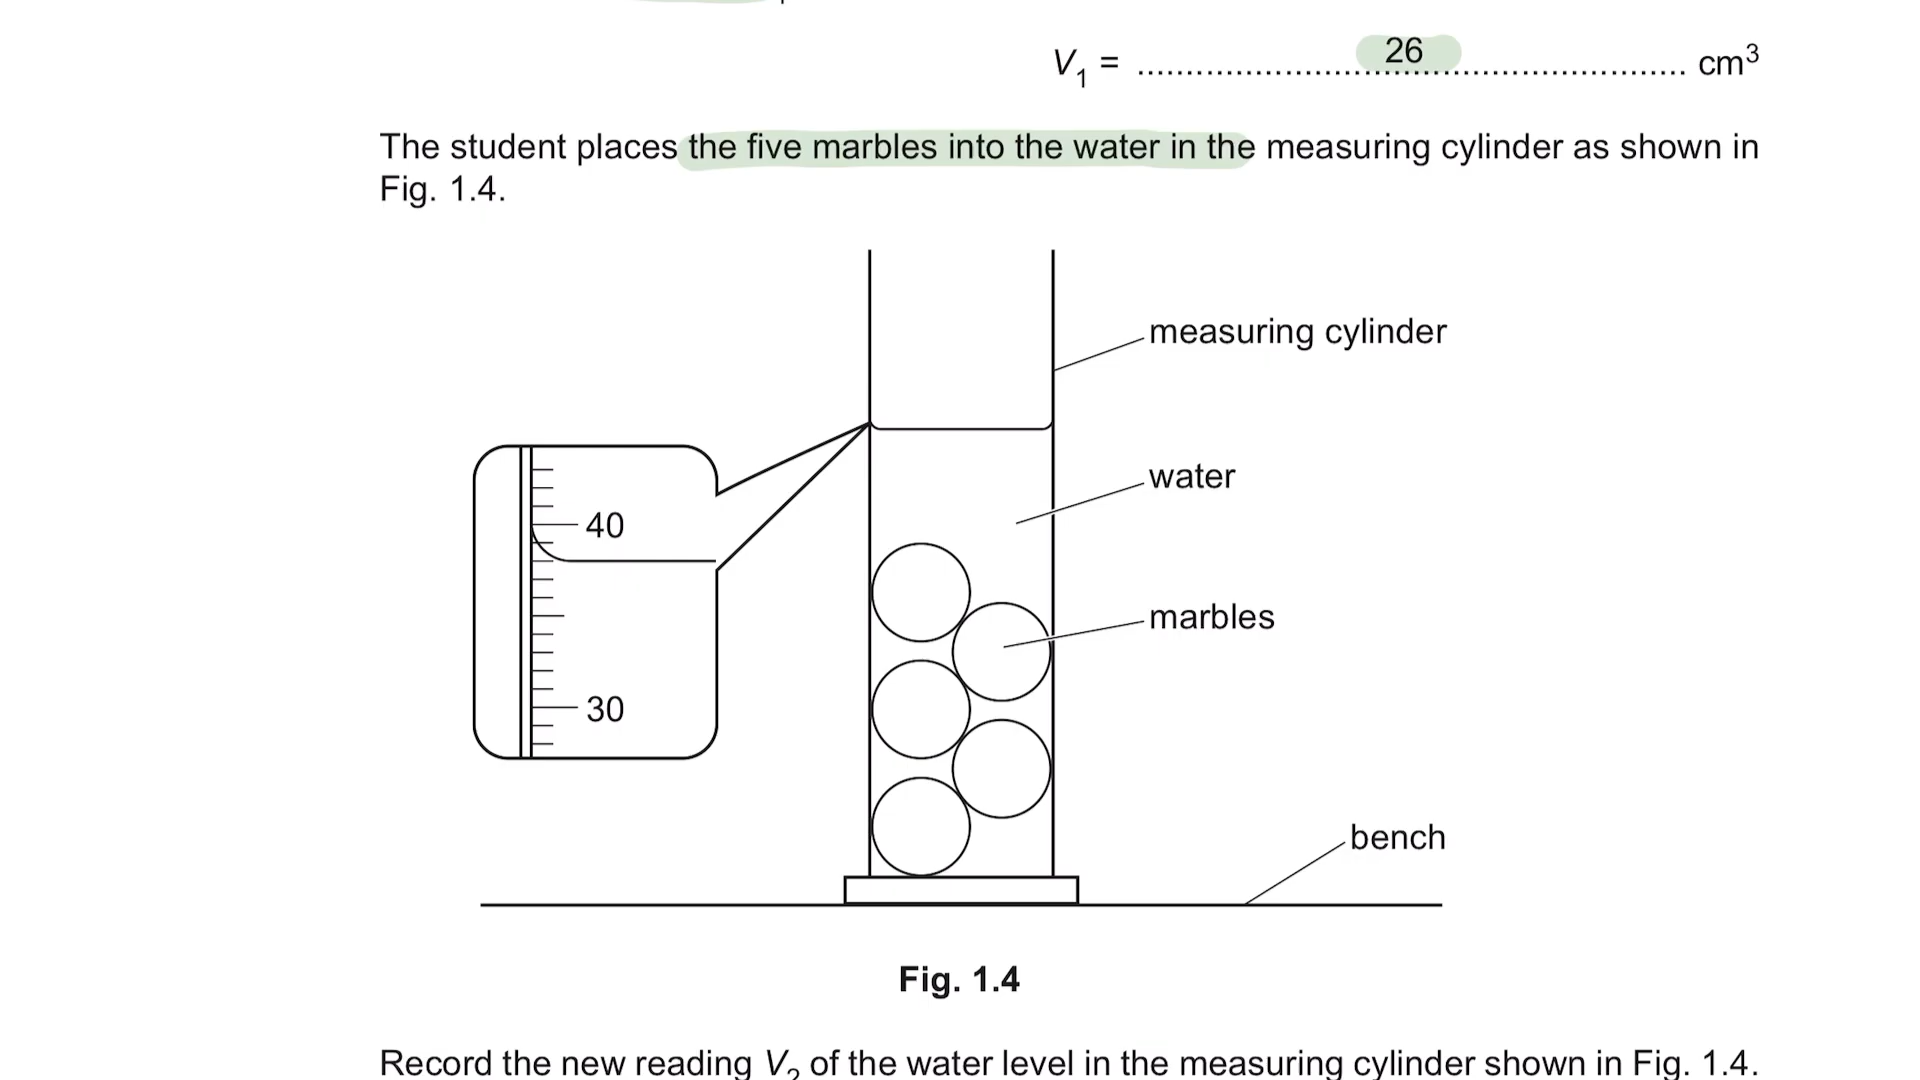 26
V₁ = ........................................................ cm³
The student places the five marbles into the water in the measuring cylinder as shown in
Fig. 1.4.
measuring cylinder
water
40
marbles
30
bench
Fig. 1.4
Record the new reading V₂ of the water level in the measuring cylinder shown in Fig. 1.4.